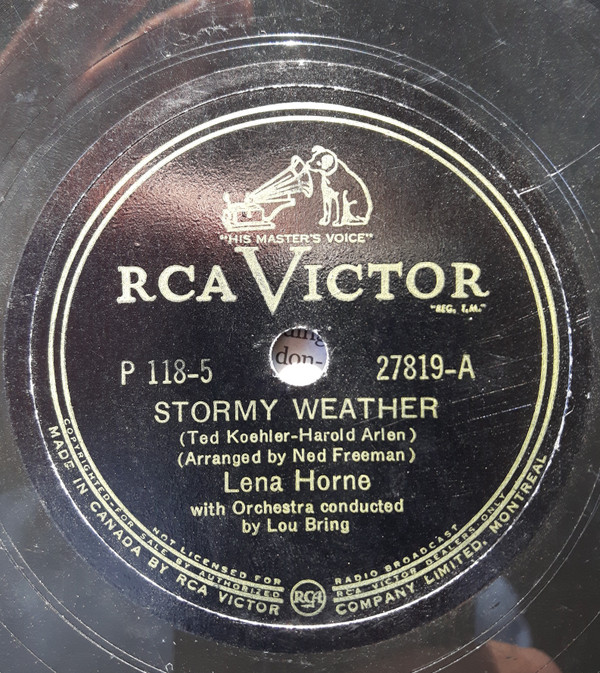 "HIS MASTER'S VOICE"
RCA VICTOR
"REG. T.M."
don-
P 118-5 27819-A
STORMY WEATHER
(Ted Koehler-Harold Arlen)
(Arranged by Ned Freeman)
Lena Horne
with Orchestra conducted
by Lou Bring
NOT LICENSED FOR RADIO BROADCAST
COPYRIGHTED-FOR SALE BY AUTHORIZED RCA VICTOR DEALERS ONLY
MADE IN CANADA BY RCA VICTOR COMPANY LIMITED, MONTREAL
RCA